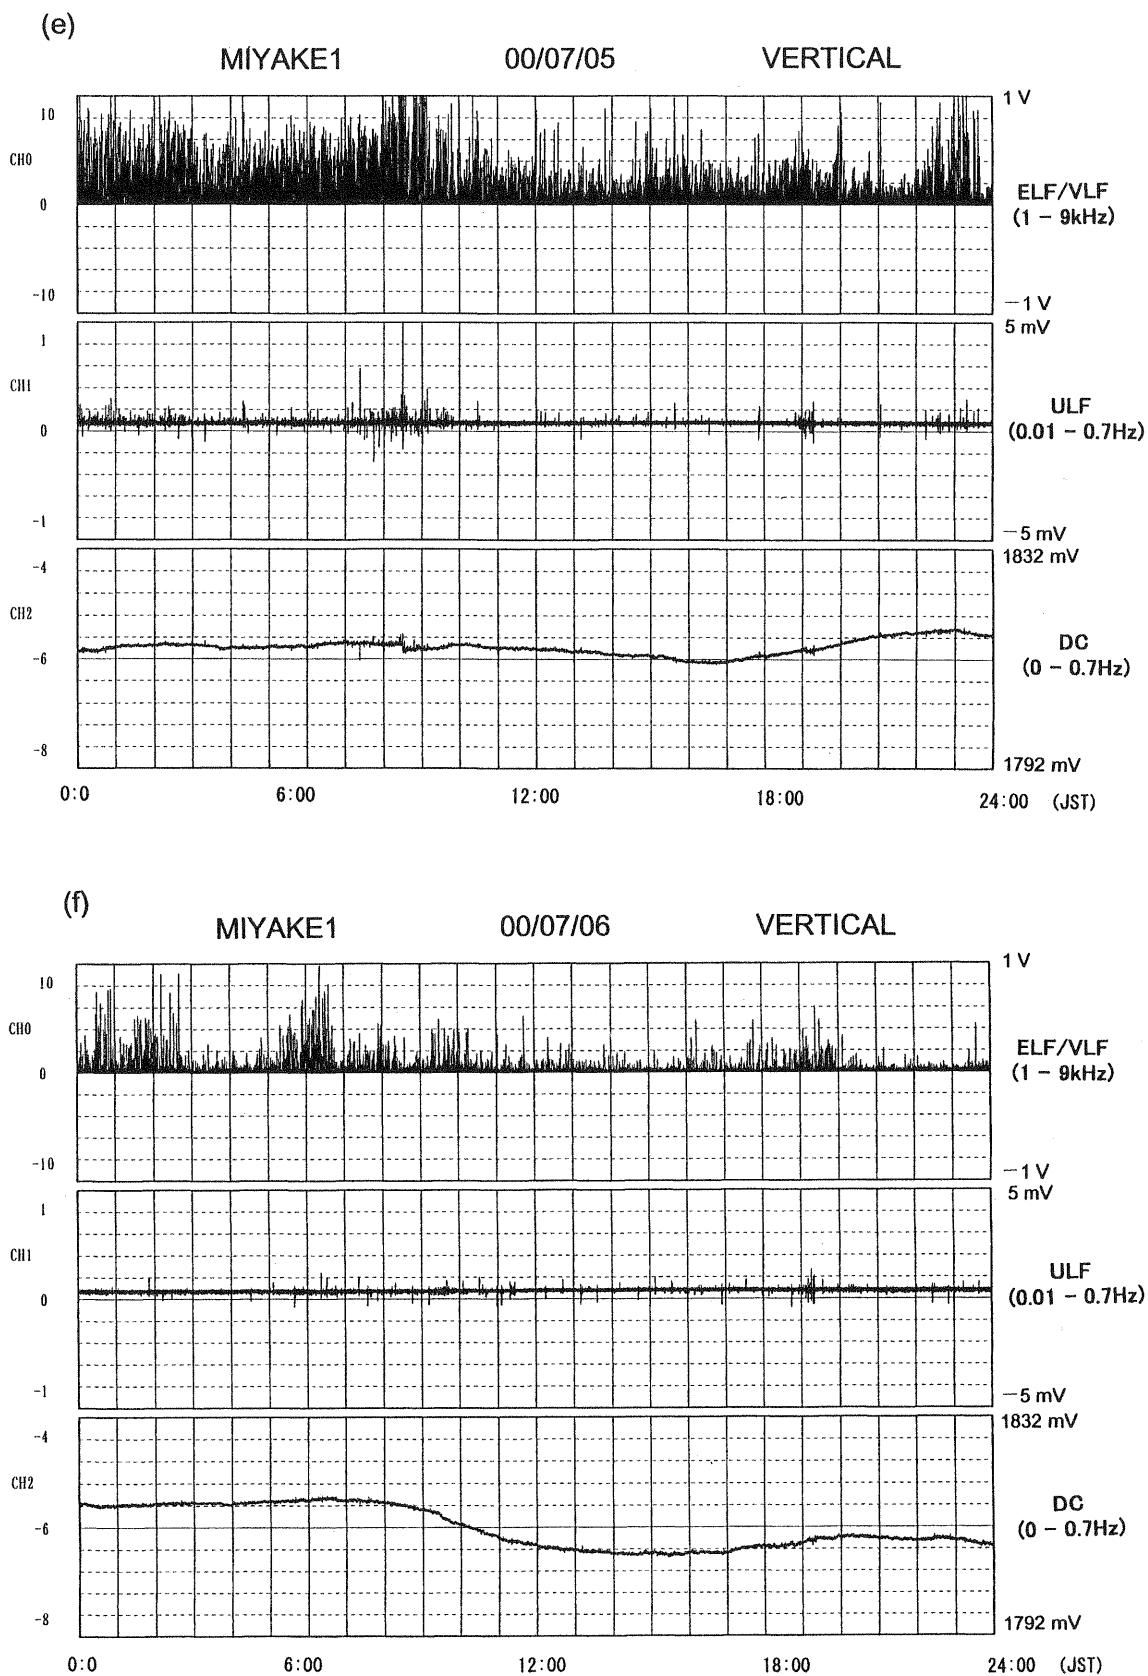 (e)
MIYAKE1 00/07/05 VERTICAL
10 1 V
CH0
ELF/VLF
0 (1 - 9kHz)
-10 -1 V
5 mV
1
CH1
ULF
0 (0.01 - 0.7Hz)
-1 -5 mV
1832 mV
-4
CH2
DC
-6 (0 - 0.7Hz)
-8 1792 mV
0:0 6:00 12:00 18:00 24:00 (JST)
(f)
MIYAKE1 00/07/06 VERTICAL
1 V
10
CH0
ELF/VLF
0 (1 - 9kHz)
-10 -1 V
5 mV
1
CH1
ULF
0 (0.01 - 0.7Hz)
-1 -5 mV
1832 mV
-4
CH2
DC
-6 (0 - 0.7Hz)
-8 1792 mV
0:0 6:00 12:00 18:00 24:00 (JST)